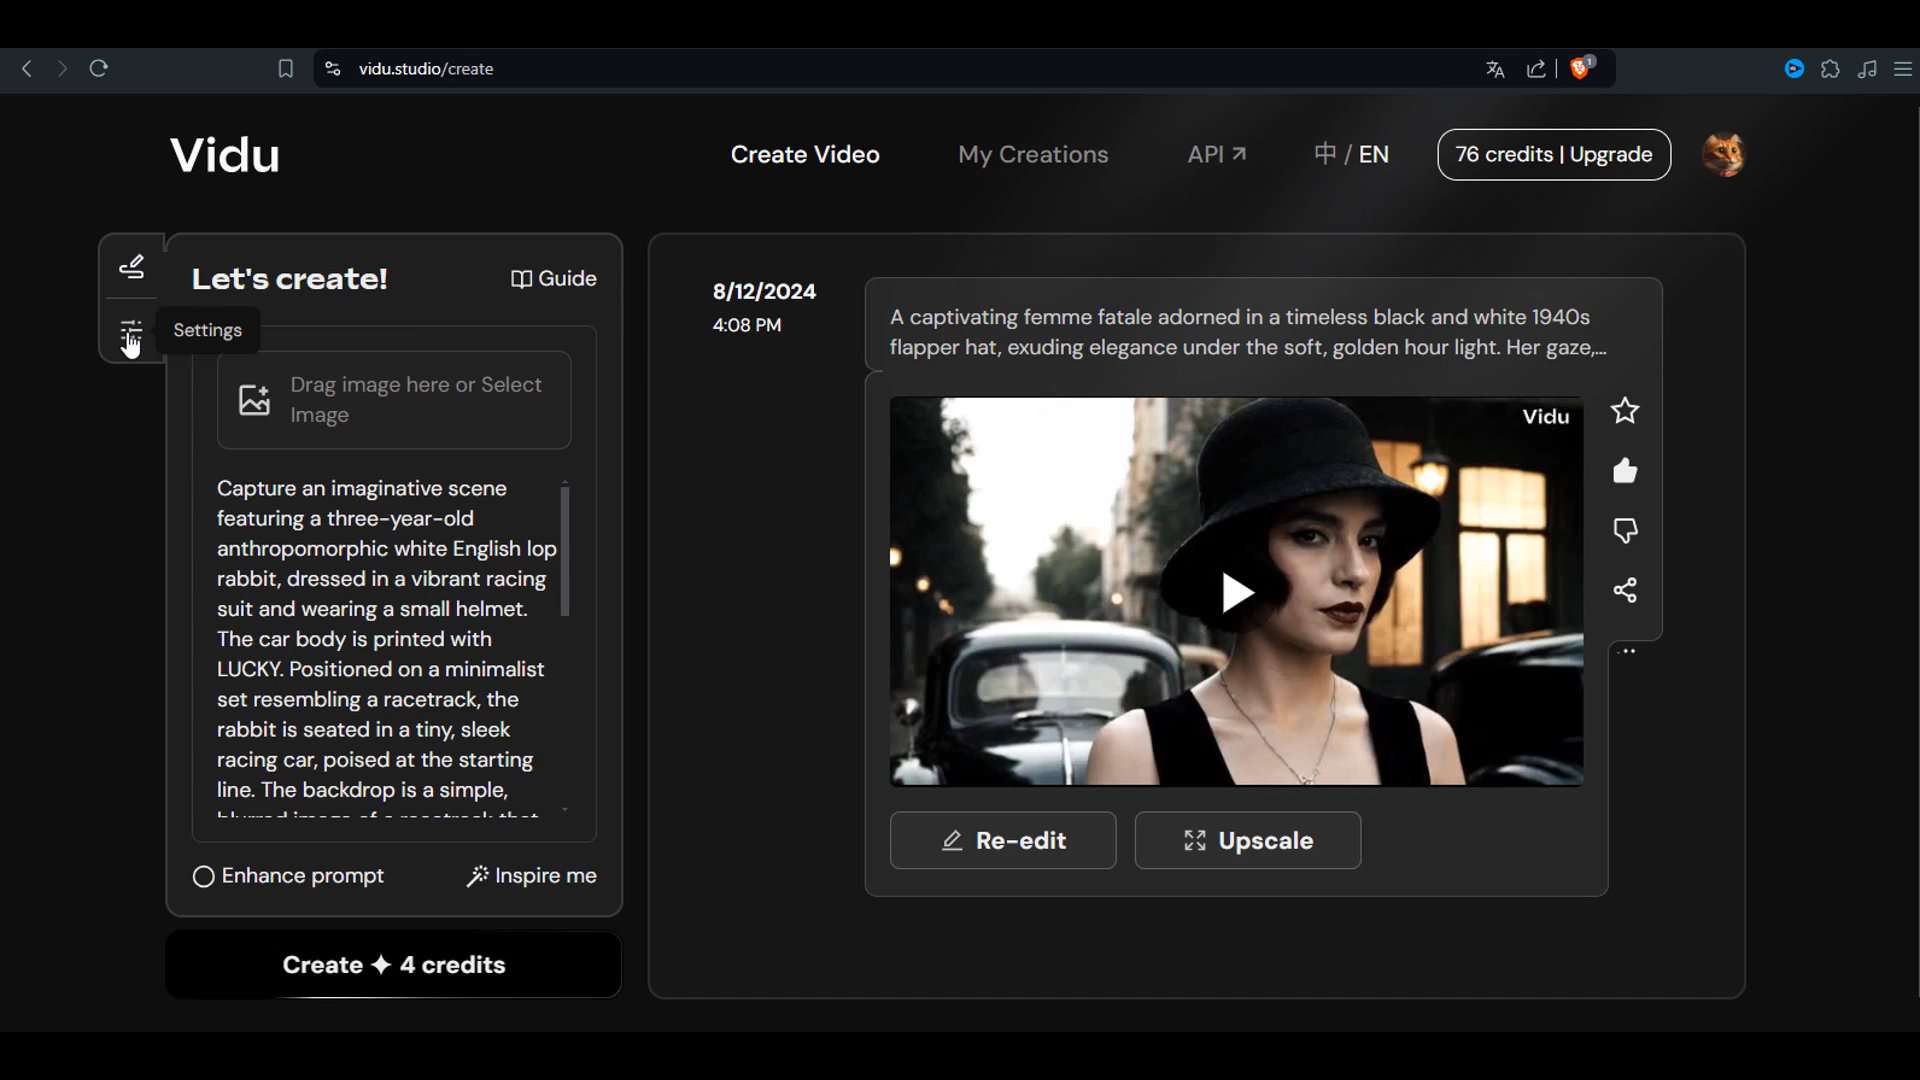 vidu.studio/create
1
Vidu
Create Video
My Creations
API
中 / EN
76 credits | Upgrade
Let's create!
Guide
Settings
Drag image here or Select
Image
Capture an imaginative scene
featuring a three-year-old
anthropomorphic white English lop
rabbit, dressed in a vibrant racing
suit and wearing a small helmet.
The car body is printed with
LUCKY. Positioned on a minimalist
set resembling a racetrack, the
rabbit is seated in a tiny, sleek
racing car, poised at the starting
line. The backdrop is a simple,
blurred image of a racetrack that
Enhance prompt
Inspire me
Create ✦ 4 credits
8/12/2024
4:08 PM
A captivating femme fatale adorned in a timeless black and white 1940s
flapper hat, exuding elegance under the soft, golden hour light. Her gaze,...
Vidu
Re-edit
Upscale